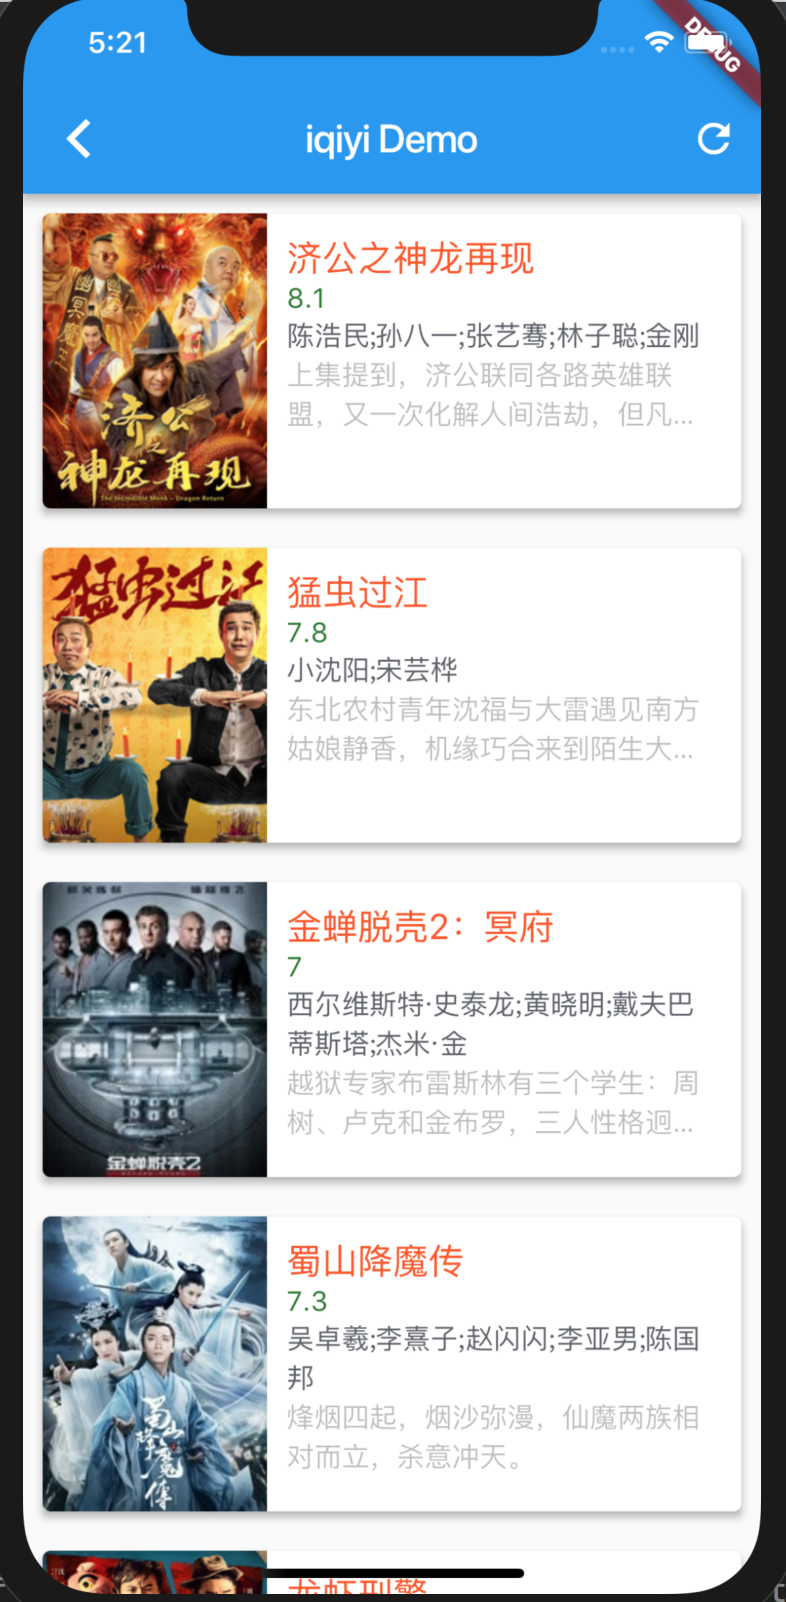 5:21
DEBUG
iqiyi Demo
济公之神龙再现
8.1
陈浩民;孙八一;张艺骞;林子聪;金刚
上集提到，济公联同各路英雄联
盟，又一次化解人间浩劫，但凡...
济公
之
神龙再现
The Incredible Monk - Dragon Return
猛虫过江
猛虫过江
7.8
小沈阳;宋芸桦
东北农村青年沈福与大雷遇见南方
姑娘静香，机缘巧合来到陌生大...
金蝉脱壳2：冥府
7
西尔维斯特·史泰龙;黄晓明;戴夫巴
蒂斯塔;杰米·金
越狱专家布雷斯林有三个学生：周
树、卢克和金布罗，三人性格迥...
金蝉脱壳2
蜀山降魔传
7.3
吴卓羲;李熹子;赵闪闪;李亚男;陈国
邦
烽烟四起，烟沙弥漫，仙魔两族相
对而立，杀意冲天。
蜀山
降魔
傳
龙虾刑警